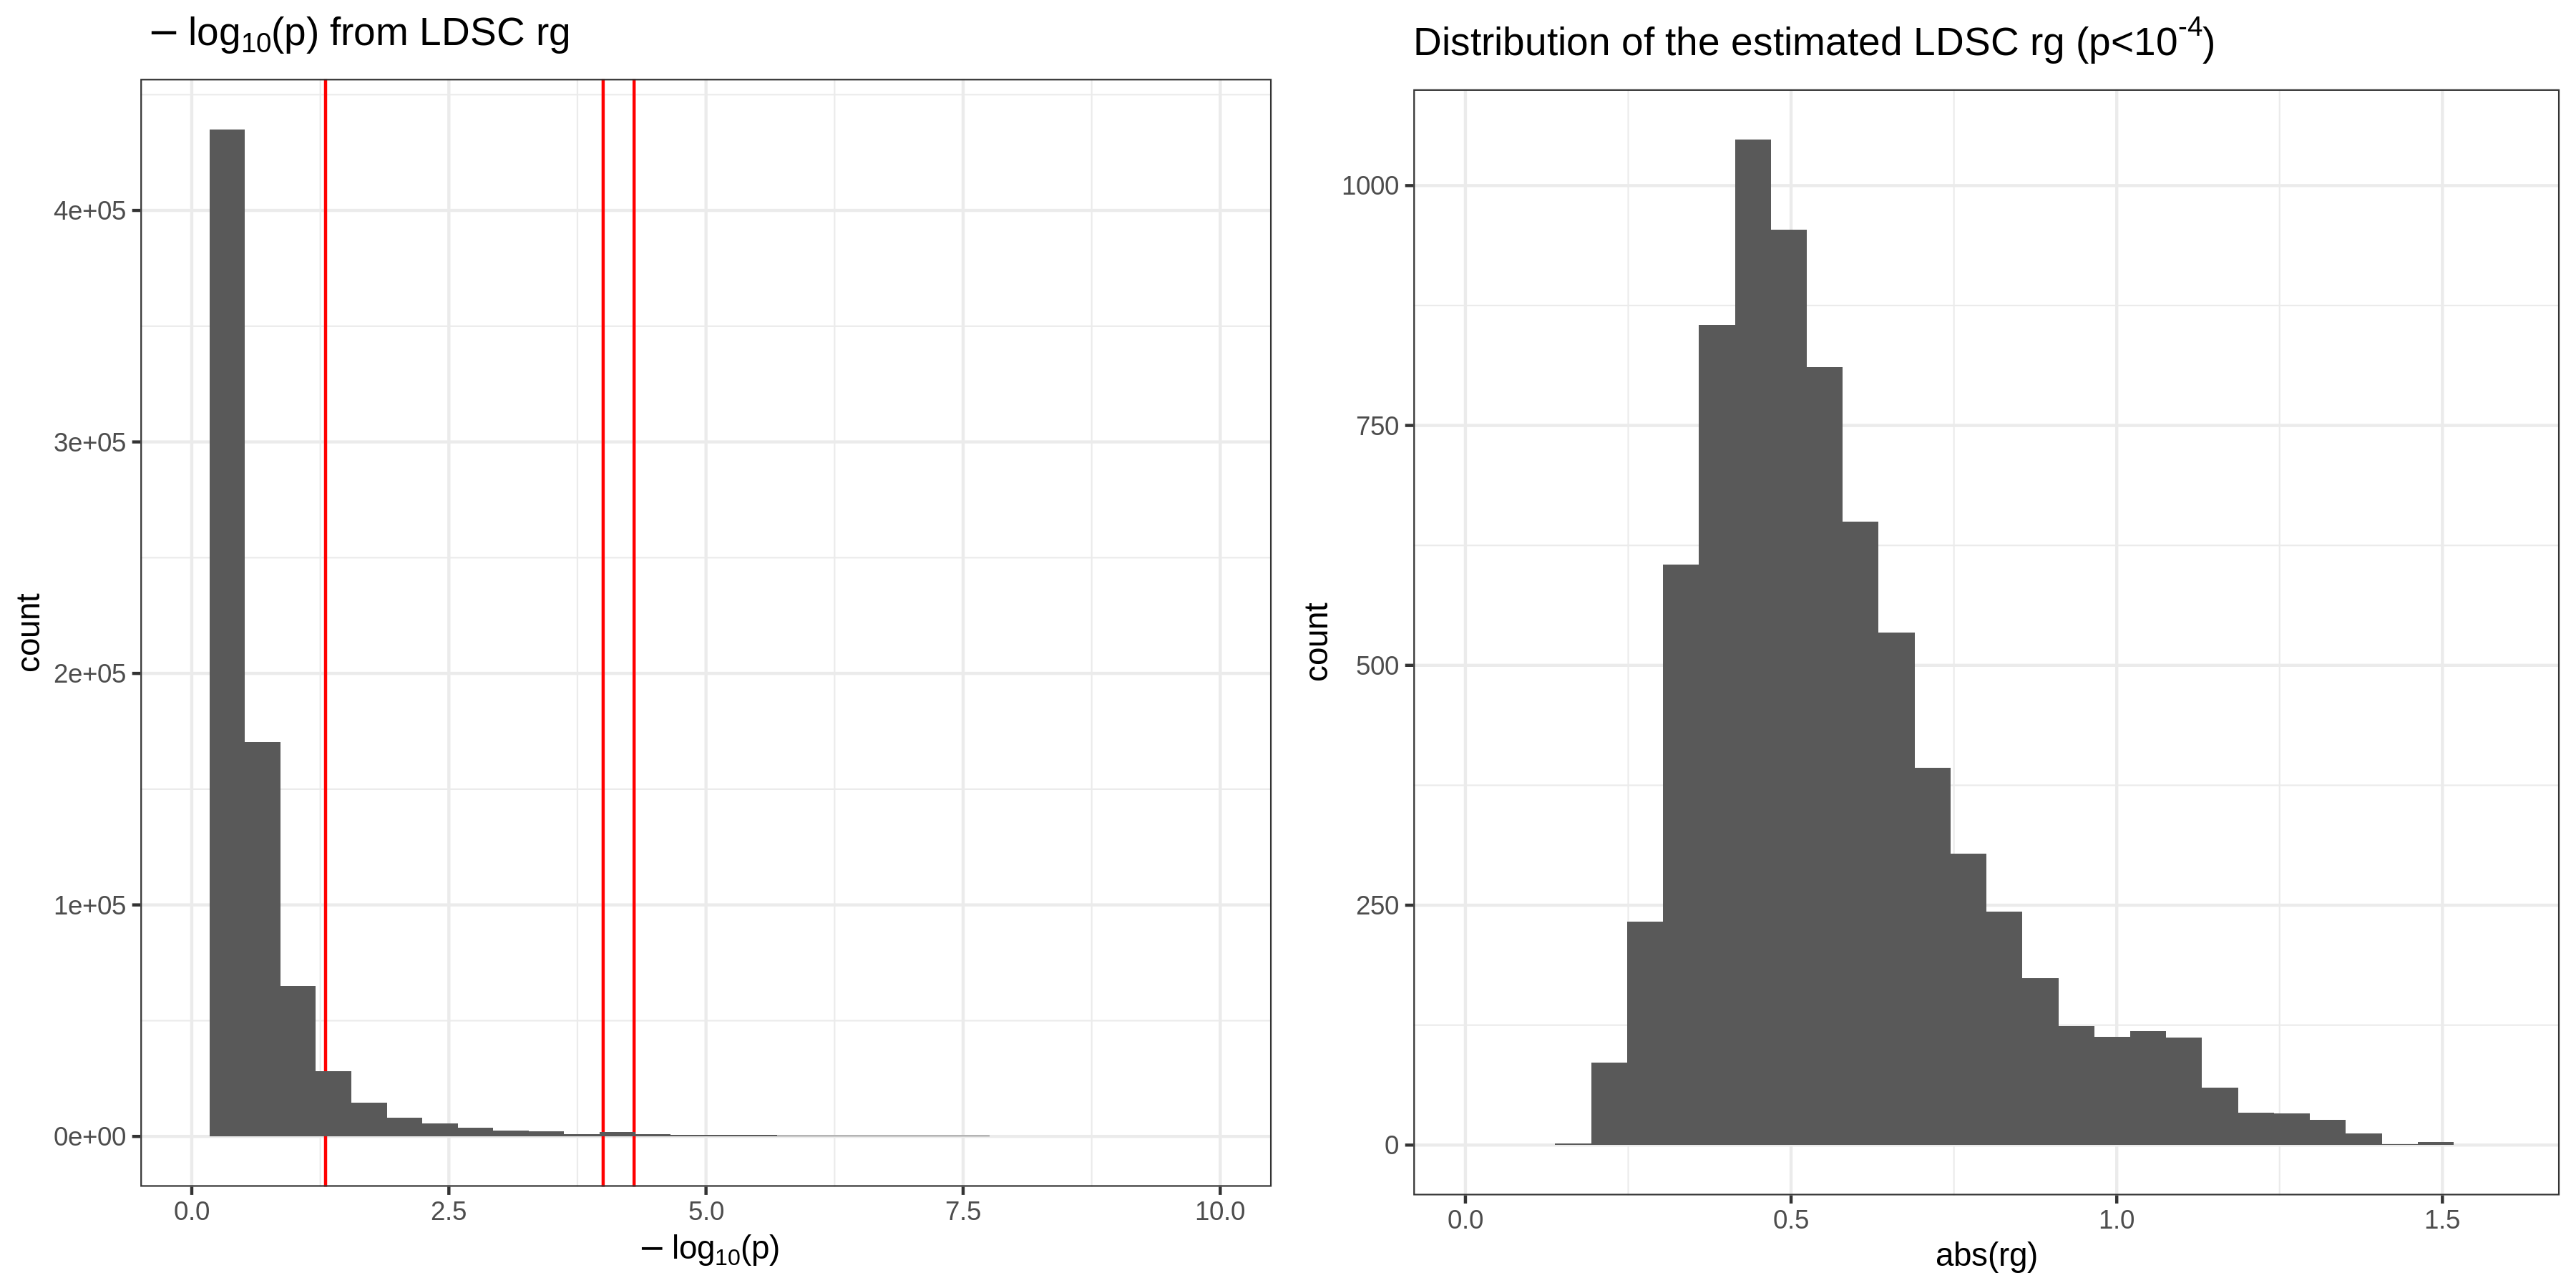 − log10(p) from LDSC rg
count
4e+05
3e+05
2e+05
1e+05
0e+00
0.0 2.5 5.0 7.5 10.0
− log10(p)
Distribution of the estimated LDSC rg (p<10-4)
count
1000
750
500
250
0
0.0 0.5 1.0 1.5
abs(rg)